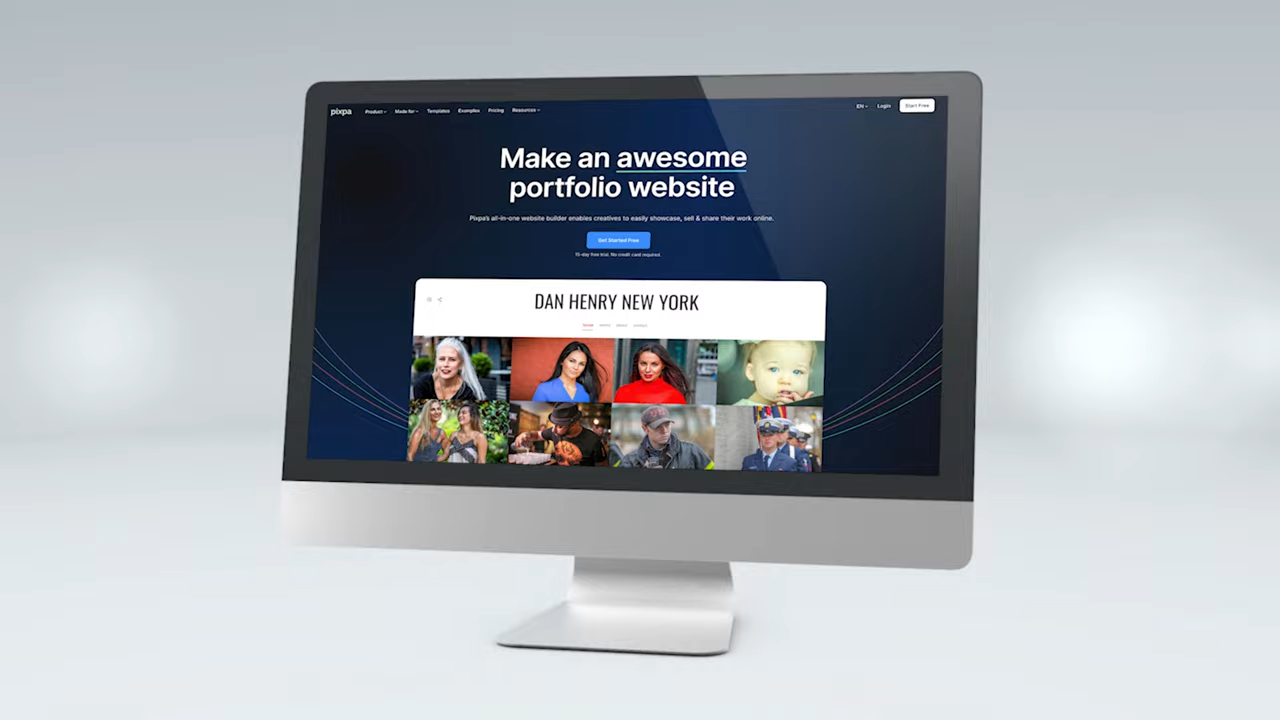 pixpa
Product Made for Templates Examples Pricing Resources
EN Login Start Free
Make an awesome
portfolio website
Pixpa's all-in-one website builder enables creatives to easily showcase, sell & share their work online.
Get Started Free
15-day free trial. No credit card required.
DAN HENRY NEW YORK